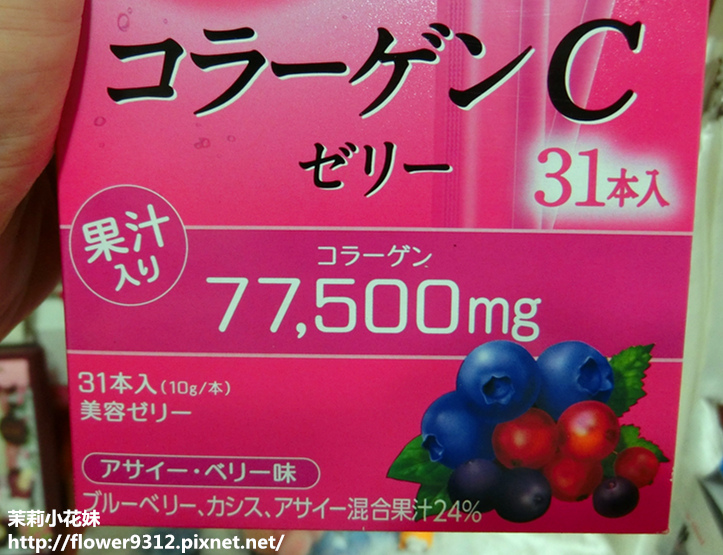 コラーゲンC
ゼリー
31本入
果汁
入り
コラーゲン
77,500mg
31本入(10g/本)
美容ゼリー
アサイー・ベリー味
ブルーベリー、カシス、アサイー混合果汁24%
茉莉小花妹
http://flower9312.pixnet.net/